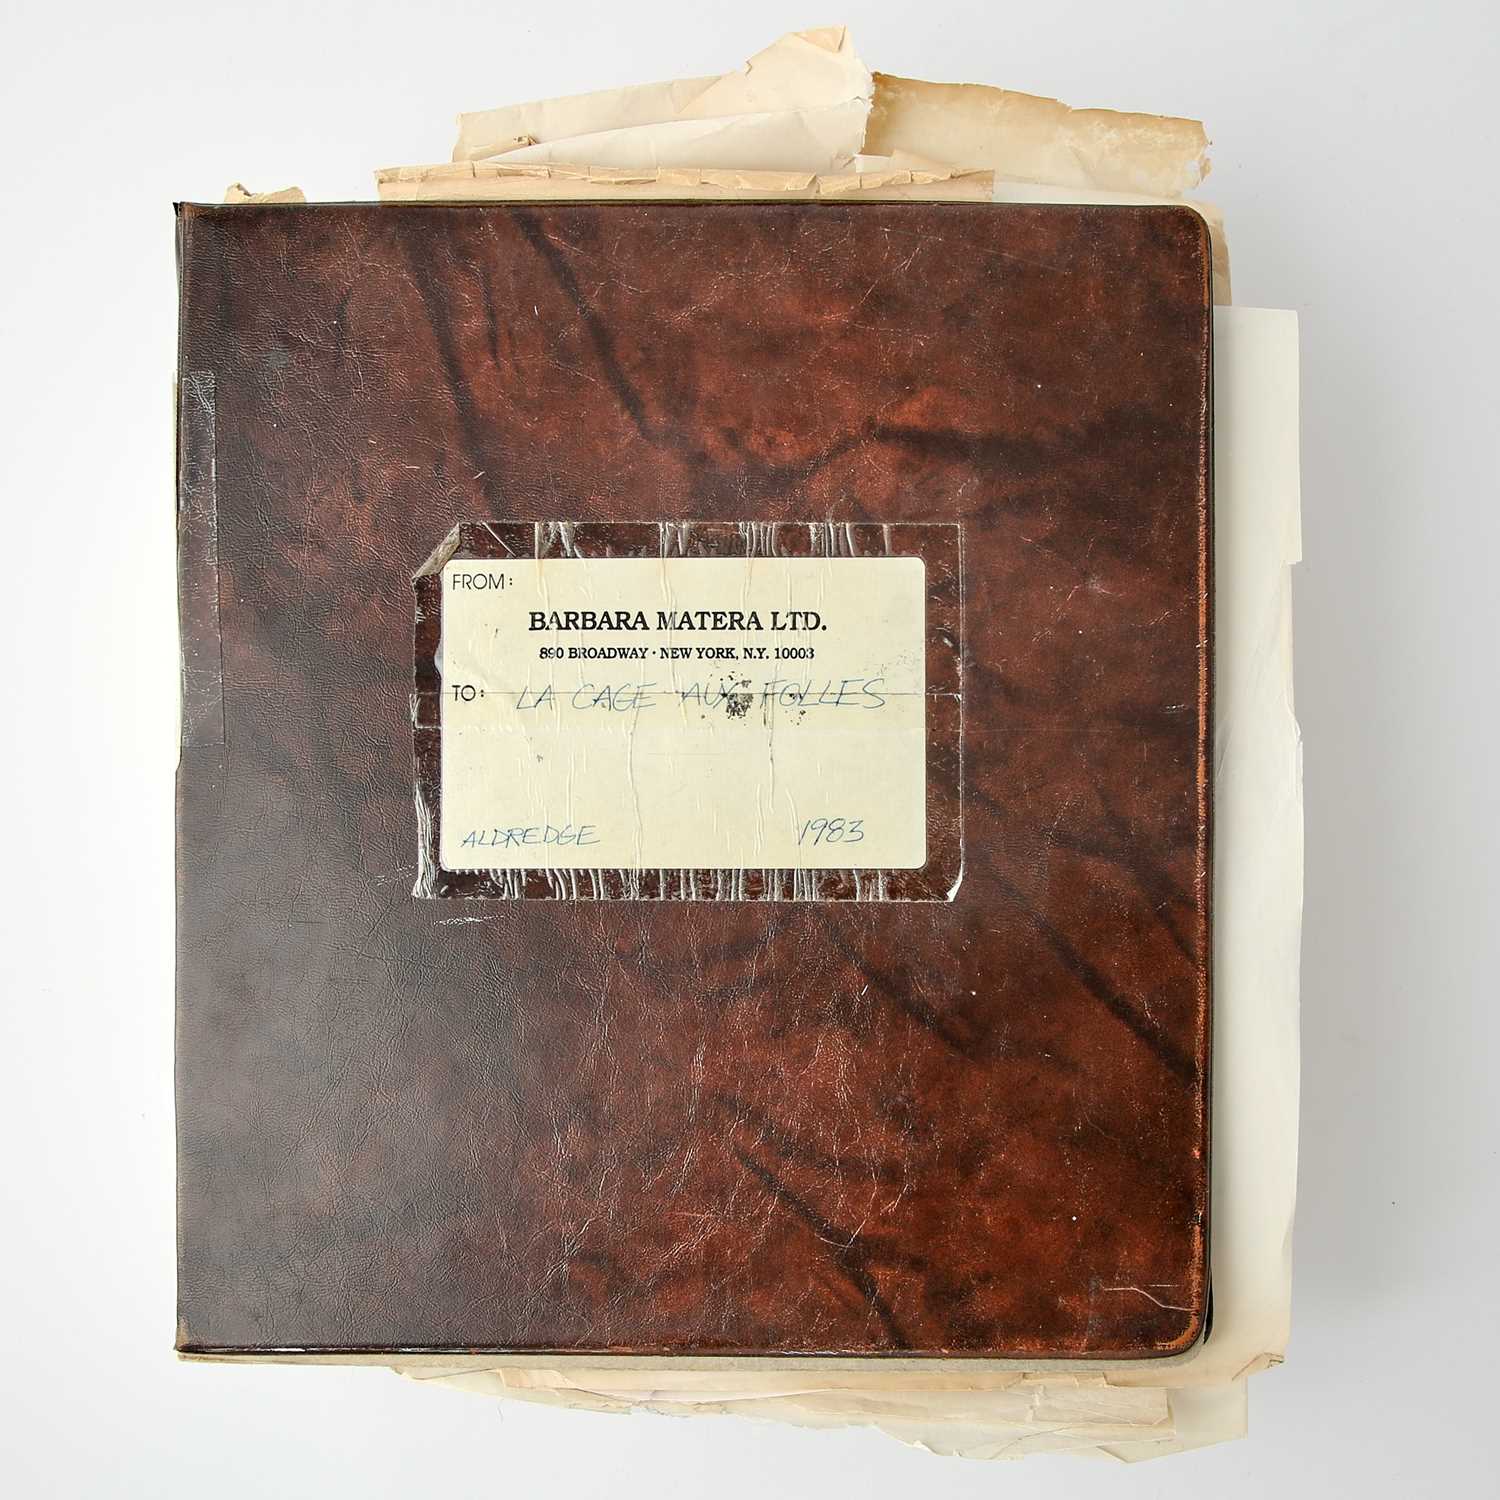 FROM:
BARBARA MATERA LTD.
890 BROADWAY · NEW YORK, N.Y. 10003
TO: LA CAGE AUX FOLLES
ALDREDGE 1983